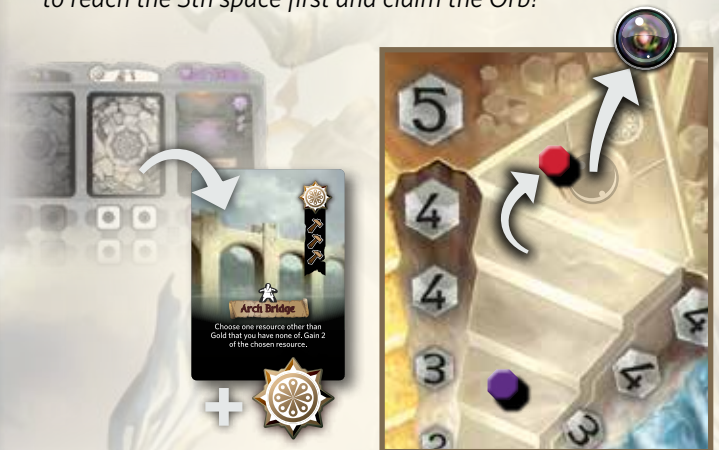 to reach the 5th space first and claim the Orb!
5
4
4
3
2
4
4
3
Arch Bridge
Choose one resource other than
Gold that you have none of. Gain 2
of the chosen resource.
+